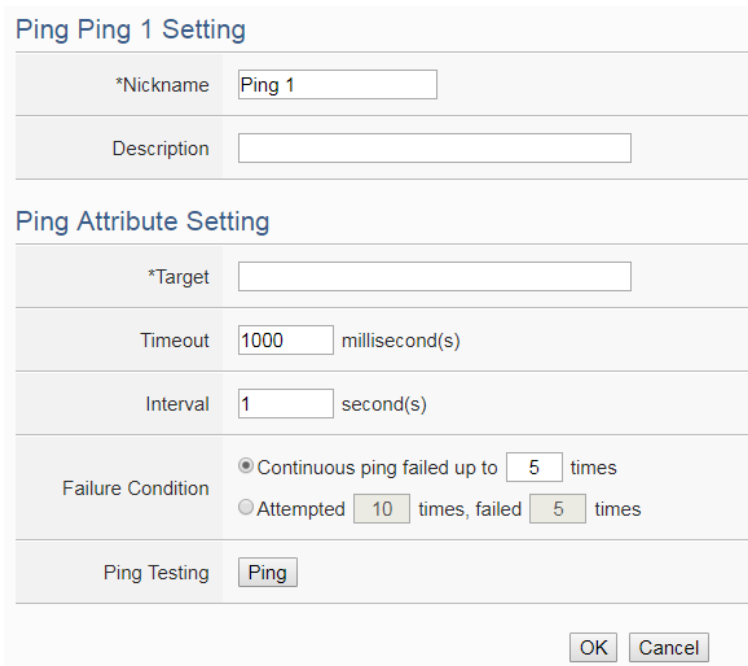 Ping Ping 1 Setting
*Nickname Ping 1
Description
Ping Attribute Setting
*Target
Timeout 1000 millisecond(s)
Interval 1 second(s)
Failure Condition
Continuous ping failed up to 5 times
Attempted 10 times, failed 5 times
Ping Testing Ping
OK Cancel